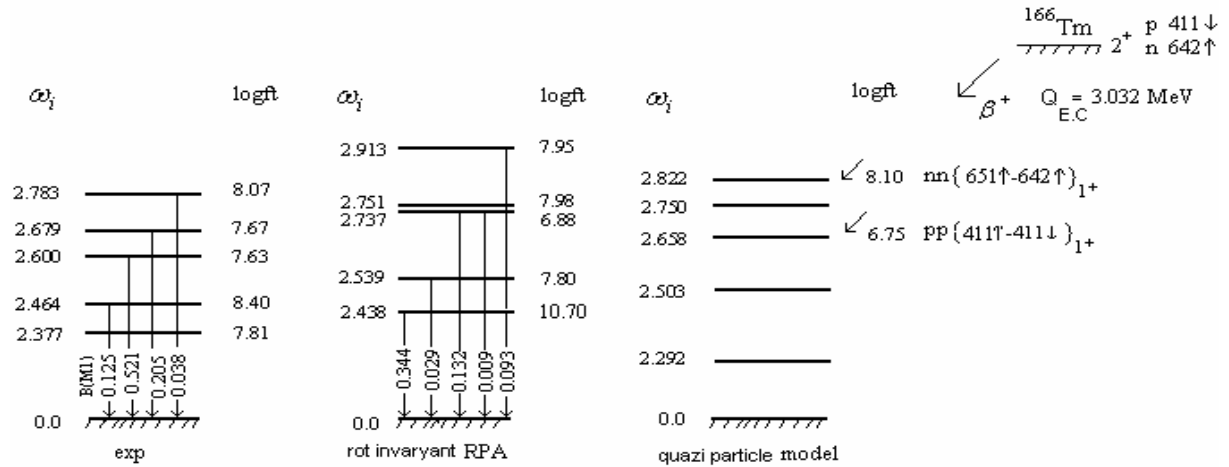 166Tm 2+ p 411↓
n 642↑
ωi logft ωi logft ωi logft β+ QE.C = 3.032 MeV
2.783 8.07
2.679 7.67
2.600 7.63
2.464 8.40
2.377 7.81
B(M1) 0.125 0.521 0.205 0.038
0.0
exp
2.913 7.95
2.751 7.98
2.737 6.88
2.539 7.80
2.438 10.70
0.344 0.029 0.132 0.009 0.093
0.0
rot invaryant RPA
2.822 8.10 nn{651↑-642↑}1+
2.750
2.658 6.75 pp{411↑-411↓}1+
2.503
2.292
0.0
quazi particle model